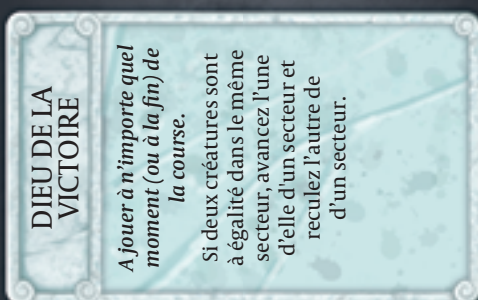 DIEU DE LA
VICTOIRE
A jouer à n'importe quel
moment (ou à la fin) de
la course.
Si deux créatures sont
à égalité dans le même
secteur, avancez l'une
d'elle d'un secteur et
reculez l'autre de
d'un secteur.